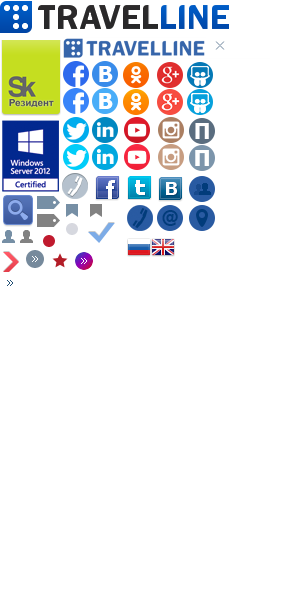 TRAVELLINE
TRAVELLINE
Sk
Резидент
Windows
Server 2012
Certified